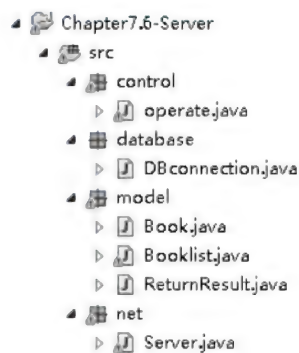 Chapter7.6-Server
src
control
operate.java
database
DBconnection.java
model
Book.java
Booklist.java
ReturnResult.java
net
Server.java